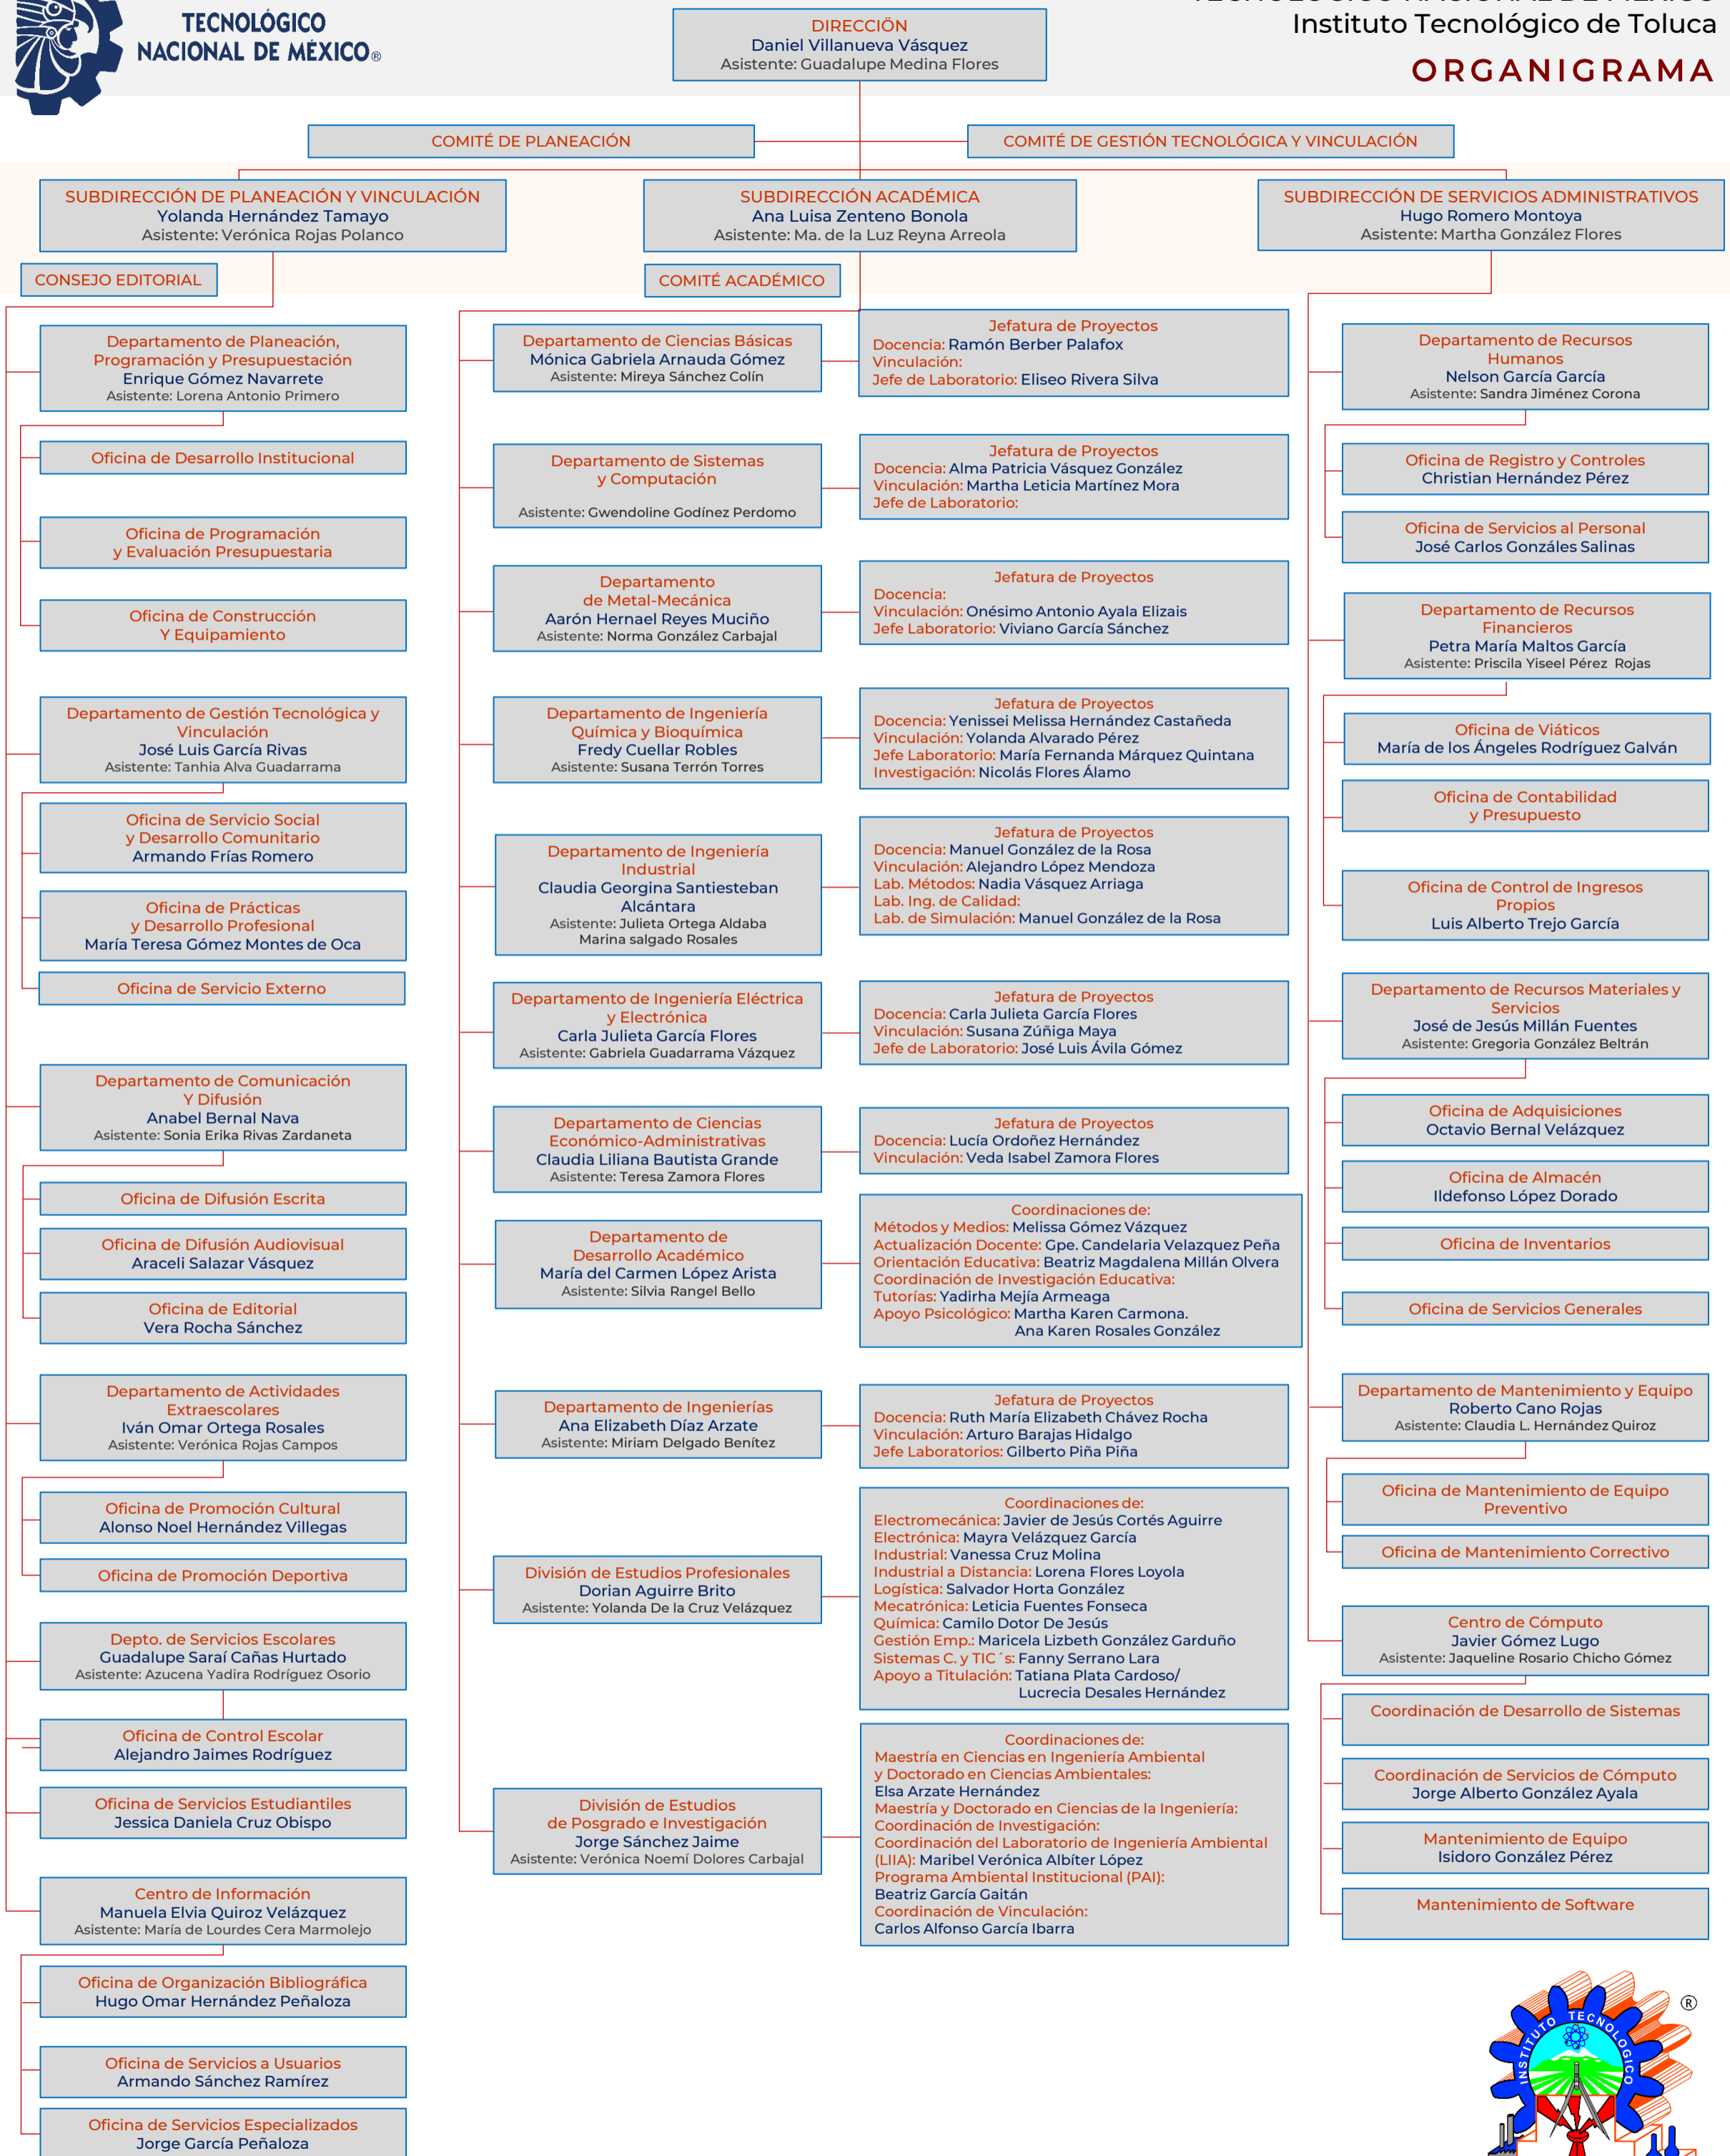 TECNOLÓGICO
NACIONAL DE MÉXICO®
TECNOLÓGICO NACIONAL DE MÉXICO
Instituto Tecnológico de Toluca
ORGANIGRAMA
DIRECCIÖN
Daniel Villanueva Vásquez
Asistente: Guadalupe Medina Flores
COMITÉ DE PLANEACIÓN
COMITÉ DE GESTIÓN TECNOLÓGICA Y VINCULACIÓN
SUBDIRECCIÓN DE PLANEACIÓN Y VINCULACIÓN
Yolanda Hernández Tamayo
Asistente: Verónica Rojas Polanco
SUBDIRECCIÓN ACADÉMICA
Ana Luisa Zenteno Bonola
Asistente: Ma. de la Luz Reyna Arreola
SUBDIRECCIÓN DE SERVICIOS ADMINISTRATIVOS
Hugo Romero Montoya
Asistente: Martha González Flores
CONSEJO EDITORIAL
COMITÉ ACADÉMICO
Departamento de Planeación,
Programación y Presupuestación
Enrique Gómez Navarrete
Asistente: Lorena Antonio Primero
Oficina de Desarrollo Institucional
Oficina de Programación
y Evaluación Presupuestaria
Oficina de Construcción
Y Equipamiento
Departamento de Gestión Tecnológica y
Vinculación
José Luis García Rivas
Asistente: Tanhia Alva Guadarrama
Oficina de Servicio Social
y Desarrollo Comunitario
Armando Frías Romero
Oficina de Prácticas
y Desarrollo Profesional
María Teresa Gómez Montes de Oca
Oficina de Servicio Externo
Departamento de Comunicación
Y Difusión
Anabel Bernal Nava
Asistente: Sonia Erika Rivas Zardaneta
Oficina de Difusión Escrita
Oficina de Difusión Audiovisual
Araceli Salazar Vásquez
Oficina de Editorial
Vera Rocha Sánchez
Departamento de Actividades
Extraescolares
Iván Omar Ortega Rosales
Asistente: Verónica Rojas Campos
Oficina de Promoción Cultural
Alonso Noel Hernández Villegas
Oficina de Promoción Deportiva
Depto. de Servicios Escolares
Guadalupe Saraí Cañas Hurtado
Asistente: Azucena Yadira Rodríguez Osorio
Oficina de Control Escolar
Alejandro Jaimes Rodríguez
Oficina de Servicios Estudiantiles
Jessica Daniela Cruz Obispo
Centro de Información
Manuela Elvia Quiroz Velázquez
Asistente: María de Lourdes Cera Marmolejo
Oficina de Organización Bibliográfica
Hugo Omar Hernández Peñaloza
Oficina de Servicios a Usuarios
Armando Sánchez Ramírez
Oficina de Servicios Especializados
Jorge García Peñaloza
Departamento de Ciencias Básicas
Mónica Gabriela Arnauda Gómez
Asistente: Mireya Sánchez Colín
Jefatura de Proyectos
Docencia: Ramón Berber Palafox
Vinculación:
Jefe de Laboratorio: Eliseo Rivera Silva
Departamento de Sistemas
y Computación
Asistente: Gwendoline Godínez Perdomo
Jefatura de Proyectos
Docencia: Alma Patricia Vásquez González
Vinculación: Martha Leticia Martínez Mora
Jefe de Laboratorio:
Departamento
de Metal-Mecánica
Aarón Hernael Reyes Muciño
Asistente: Norma González Carbajal
Jefatura de Proyectos
Docencia:
Vinculación: Onésimo Antonio Ayala Elizais
Jefe Laboratorio: Viviano García Sánchez
Departamento de Ingeniería
Química y Bioquímica
Fredy Cuellar Robles
Asistente: Susana Terrón Torres
Jefatura de Proyectos
Docencia: Yenissei Melissa Hernández Castañeda
Vinculación: Yolanda Alvarado Pérez
Jefe Laboratorio: María Fernanda Márquez Quintana
Investigación: Nicolás Flores Álamo
Departamento de Ingeniería
Industrial
Claudia Georgina Santiesteban
Alcántara
Asistente: Julieta Ortega Aldaba
Marina salgado Rosales
Jefatura de Proyectos
Docencia: Manuel González de la Rosa
Vinculación: Alejandro López Mendoza
Lab. Métodos: Nadia Vásquez Arriaga
Lab. Ing. de Calidad:
Lab. de Simulación: Manuel González de la Rosa
Departamento de Ingeniería Eléctrica
y Electrónica
Carla Julieta García Flores
Asistente: Gabriela Guadarrama Vázquez
Jefatura de Proyectos
Docencia: Carla Julieta García Flores
Vinculación: Susana Zúñiga Maya
Jefe de Laboratorio: José Luis Ávila Gómez
Departamento de Ciencias
Económico-Administrativas
Claudia Liliana Bautista Grande
Asistente: Teresa Zamora Flores
Jefatura de Proyectos
Docencia: Lucía Ordoñez Hernández
Vinculación: Veda Isabel Zamora Flores
Departamento de
Desarrollo Académico
María del Carmen López Arista
Asistente: Silvia Rangel Bello
Coordinaciones de:
Métodos y Medios: Melissa Gómez Vázquez
Actualización Docente: Gpe. Candelaria Velazquez Peña
Orientación Educativa: Beatriz Magdalena Millán Olvera
Coordinación de Investigación Educativa:
Tutorías: Yadirha Mejía Armeaga
Apoyo Psicológico: Martha Karen Carmona.
Ana Karen Rosales González
Departamento de Ingenierías
Ana Elizabeth Díaz Arzate
Asistente: Miriam Delgado Benítez
Jefatura de Proyectos
Docencia: Ruth María Elizabeth Chávez Rocha
Vinculación: Arturo Barajas Hidalgo
Jefe Laboratorios: Gilberto Piña Piña
División de Estudios Profesionales
Dorian Aguirre Brito
Asistente: Yolanda De la Cruz Velázquez
Coordinaciones de:
Electromecánica: Javier de Jesús Cortés Aguirre
Electrónica: Mayra Velázquez García
Industrial: Vanessa Cruz Molina
Industrial a Distancia: Lorena Flores Loyola
Logística: Salvador Horta González
Mecatrónica: Leticia Fuentes Fonseca
Química: Camilo Dotor De Jesús
Gestión Emp.: Maricela Lizbeth González Garduño
Sistemas C. y TIC´s: Fanny Serrano Lara
Apoyo a Titulación: Tatiana Plata Cardoso/
Lucrecia Desales Hernández
División de Estudios
de Posgrado e Investigación
Jorge Sánchez Jaime
Asistente: Verónica Noemí Dolores Carbajal
Coordinaciones de:
Maestría en Ciencias en Ingeniería Ambiental
y Doctorado en Ciencias Ambientales:
Elsa Arzate Hernández
Maestría y Doctorado en Ciencias de la Ingeniería:
Coordinación de Investigación:
Coordinación del Laboratorio de Ingeniería Ambiental
(LIIA): Maribel Verónica Albíter López
Programa Ambiental Institucional (PAI):
Beatriz García Gaitán
Coordinación de Vinculación:
Carlos Alfonso García Ibarra
Departamento de Recursos
Humanos
Nelson García García
Asistente: Sandra Jiménez Corona
Oficina de Registro y Controles
Christian Hernández Pérez
Oficina de Servicios al Personal
José Carlos Gonzáles Salinas
Departamento de Recursos
Financieros
Petra María Maltos García
Asistente: Priscila Yiseel Pérez Rojas
Oficina de Viáticos
María de los Ángeles Rodríguez Galván
Oficina de Contabilidad
y Presupuesto
Oficina de Control de Ingresos
Propios
Luis Alberto Trejo García
Departamento de Recursos Materiales y
Servicios
José de Jesús Millán Fuentes
Asistente: Gregoria González Beltrán
Oficina de Adquisiciones
Octavio Bernal Velázquez
Oficina de Almacén
Ildefonso López Dorado
Oficina de Inventarios
Oficina de Servicios Generales
Departamento de Mantenimiento y Equipo
Roberto Cano Rojas
Asistente: Claudia L. Hernández Quiroz
Oficina de Mantenimiento de Equipo
Preventivo
Oficina de Mantenimiento Correctivo
Centro de Cómputo
Javier Gómez Lugo
Asistente: Jaqueline Rosario Chicho Gómez
Coordinación de Desarrollo de Sistemas
Coordinación de Servicios de Cómputo
Jorge Alberto González Ayala
Mantenimiento de Equipo
Isidoro González Pérez
Mantenimiento de Software
INSTITUTO TECNOLOGICO
®